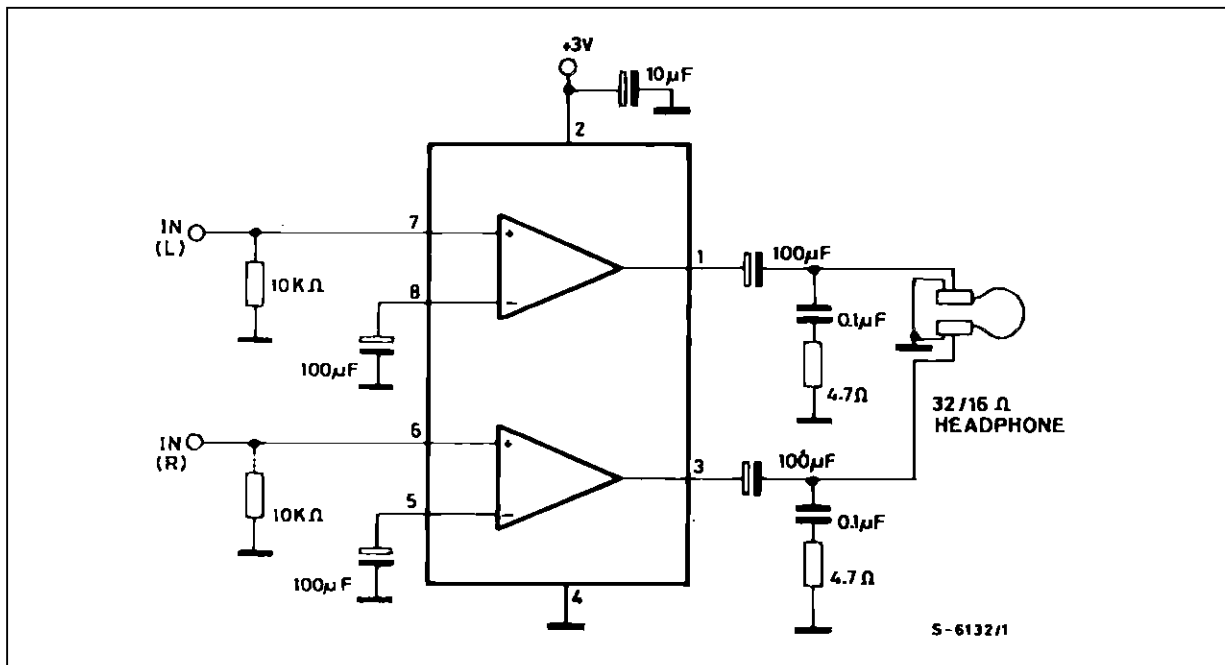 +3V
10µF
2
IN
(L)
7
1
100µF
10KΩ
8
0.1µF
100µF
4.7Ω
32/16 Ω
HEADPHONE
IN
(R)
6
3
100µF
10KΩ
5
0.1µF
100µF
4.7Ω
4
S-6132/1